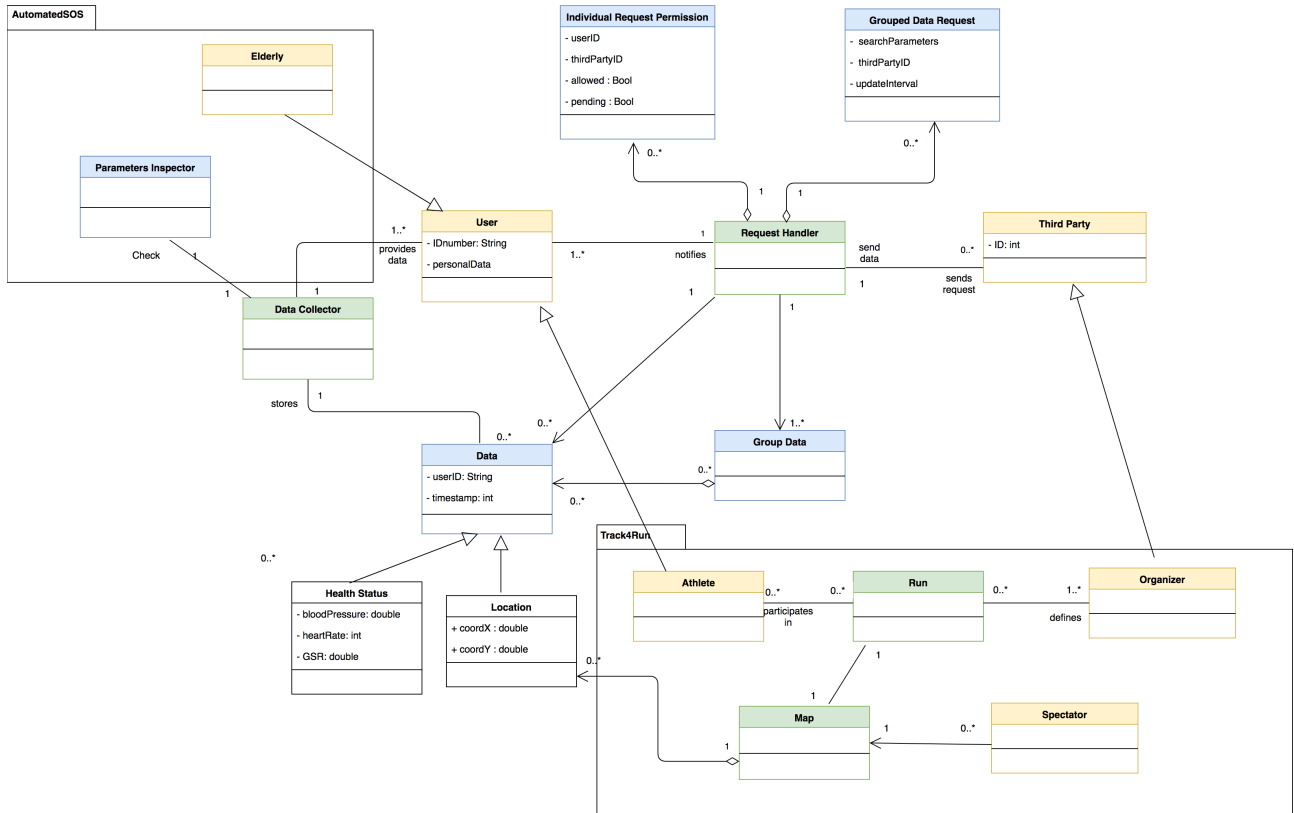 AutomatedSOS
Elderly
Parameters Inspector
Check
1
1
Data Collector
1..*
provides
data
1
stores
1
0..*
User
- IDnumber: String
- personalData
1..*
1
notifies
Individual Request Permission
- userID
- thirdPartyID
- allowed : Bool
- pending : Bool
0..*
1
Grouped Data Request
- searchParameters
- thirdPartyID
- updateInterval
0..*
1
Request Handler
send
data
1
0..*
sends
request
Third Party
- ID: int
1
0..*
1
1..*
Group Data
0..*
0..*
Data
- userID: String
- timestamp: int
0..*
Health Status
- bloodPressure: double
- heartRate: int
- GSR: double
Location
+ coordX : double
+ coordY : double
0..*
Track4Run
Athlete
0..*
participates
in
0..*
Run
0..*
1..*
defines
Organizer
1
1
Map
1
1
0..*
Spectator